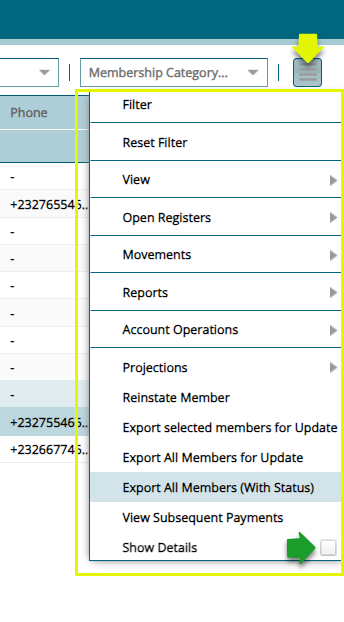 Membership Category...
Phone
Filter
Reset Filter
-
View
+232765545..
-
Open Registers
-
Movements
-
Reports
-
Account Operations
-
-
Projections
-
Reinstate Member
+232755465..
Export selected members for Update
+232667745..
Export All Members for Update
Export All Members (With Status)
View Subsequent Payments
Show Details